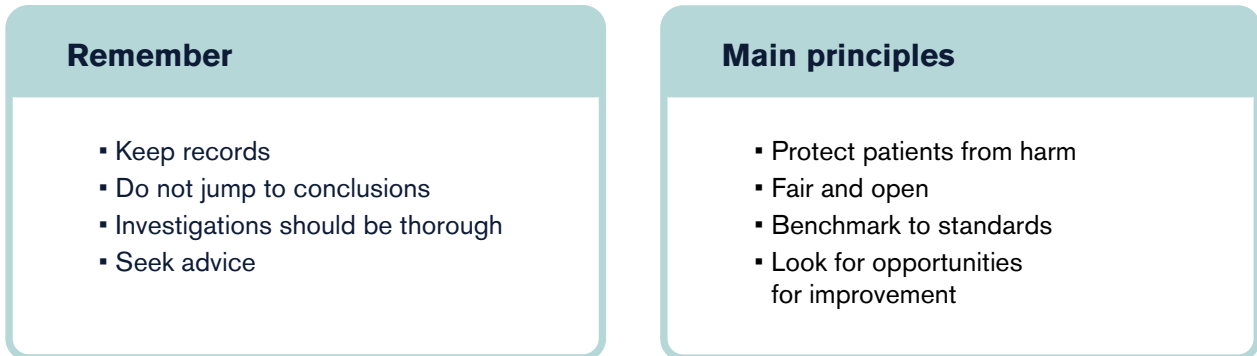 Remember
▪ Keep records
▪ Do not jump to conclusions
▪ Investigations should be thorough
▪ Seek advice
Main principles
▪ Protect patients from harm
▪ Fair and open
▪ Benchmark to standards
▪ Look for opportunities
for improvement